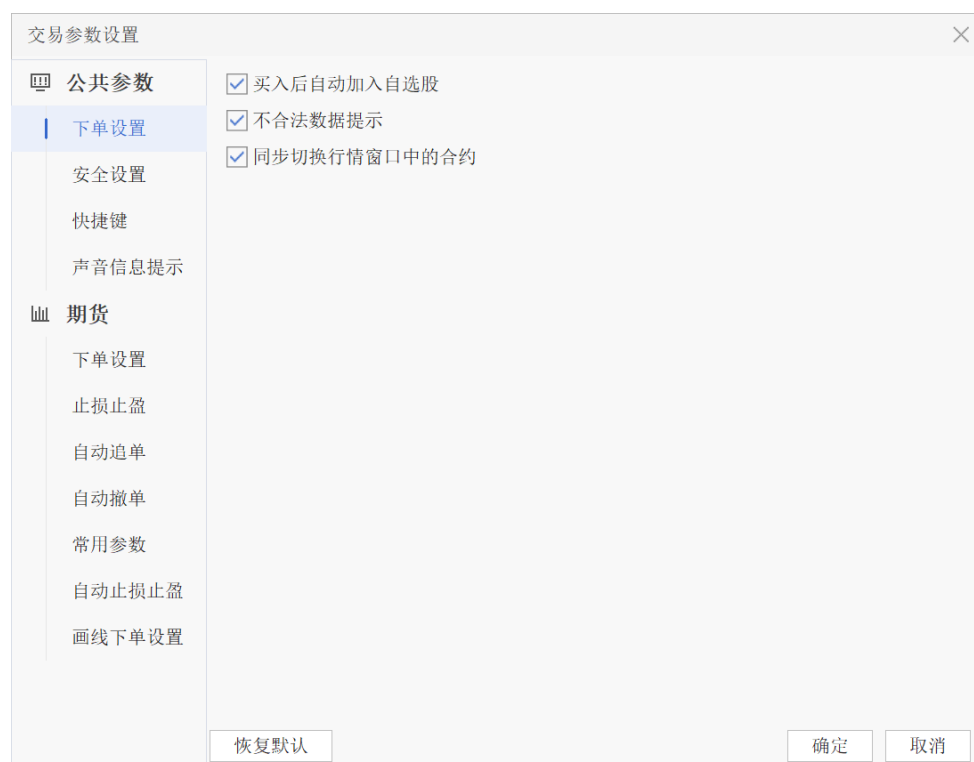 交易参数设置
公共参数
下单设置
安全设置
快捷键
声音信息提示
期货
下单设置
止损止盈
自动追单
自动撤单
常用参数
自动止损止盈
画线下单设置
买入后自动加入自选股
不合法数据提示
同步切换行情窗口中的合约
恢复默认
确定
取消